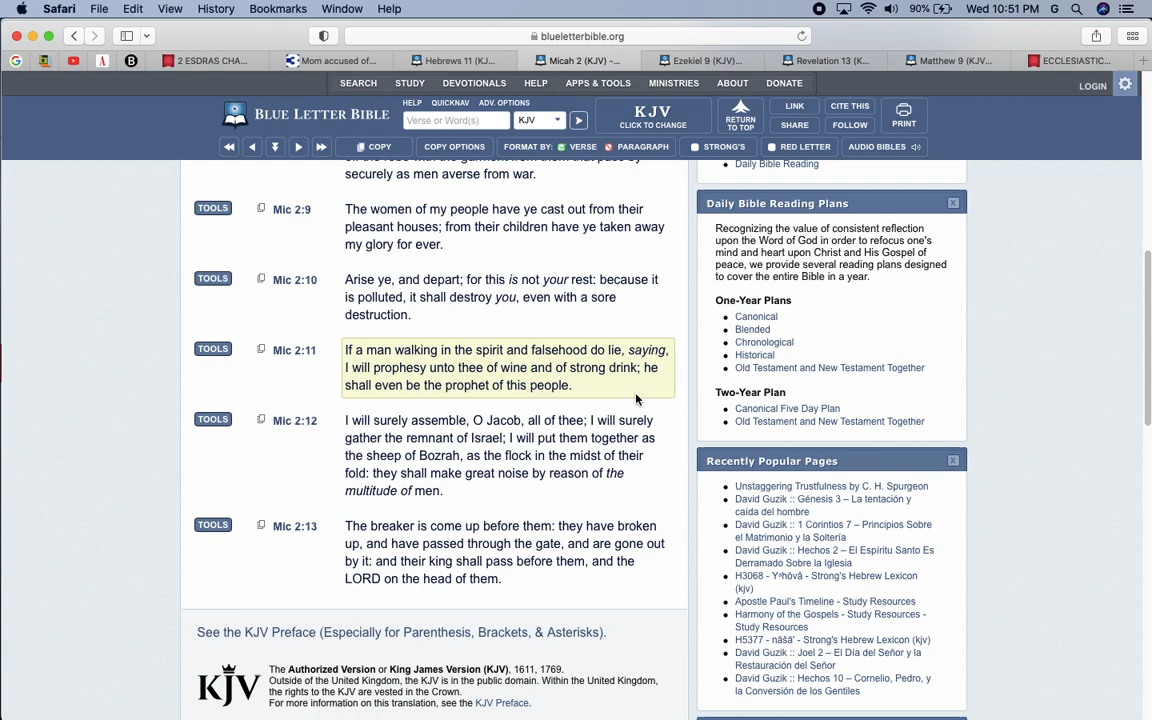 Safari File Edit View History Bookmarks Window Help 90% Wed 10:51 PM G
blueletterbible.org
2 ESDRAS CHA... Mom accused of... Hebrews 11 (KJ... Micah 2 (KJV) -... Ezekiel 9 (KJV)... Revelation 13 (K... Matthew 9 (KJV... ECCLESIASTIC...
SEARCH STUDY DEVOTIONALS HELP APPS & TOOLS MINISTRIES ABOUT DONATE LOGIN
BLUE LETTER BIBLE
HELP QUICKNAV ADV. OPTIONS
Verse or Word(s) KJV
KJV
CLICK TO CHANGE
RETURN
TO TOP
LINK CITE THIS
SHARE FOLLOW
PRINT
COPY COPY OPTIONS FORMAT BY: VERSE PARAGRAPH STRONG'S RED LETTER AUDIO BIBLES
securely as men averse from war.
TOOLS Mic 2:9 The women of my people have ye cast out from their
pleasant houses; from their children have ye taken away
my glory for ever.
TOOLS Mic 2:10 Arise ye, and depart; for this is not your rest: because it
is polluted, it shall destroy you, even with a sore
destruction.
TOOLS Mic 2:11 If a man walking in the spirit and falsehood do lie, saying,
I will prophesy unto thee of wine and of strong drink; he
shall even be the prophet of this people.
TOOLS Mic 2:12 I will surely assemble, O Jacob, all of thee; I will surely
gather the remnant of Israel; I will put them together as
the sheep of Bozrah, as the flock in the midst of their
fold: they shall make great noise by reason of the
multitude of men.
TOOLS Mic 2:13 The breaker is come up before them: they have broken
up, and have passed through the gate, and are gone out
by it: and their king shall pass before them, and the
LORD on the head of them.
See the KJV Preface (Especially for Parenthesis, Brackets, & Asterisks).
KJV
The Authorized Version or King James Version (KJV), 1611, 1769.
Outside of the United Kingdom, the KJV is in the public domain. Within the United Kingdom,
the rights to the KJV are vested in the Crown.
For more information on this translation, see the KJV Preface.
Daily Bible Reading
Daily Bible Reading Plans
Recognizing the value of consistent reflection
upon the Word of God in order to refocus one's
mind and heart upon Christ and His Gospel of
peace, we provide several reading plans designed
to cover the entire Bible in a year.
One-Year Plans
Canonical
Blended
Chronological
Historical
Old Testament and New Testament Together
Two-Year Plan
Canonical Five Day Plan
Old Testament and New Testament Together
Recently Popular Pages
Unstaggering Trustfulness by C. H. Spurgeon
David Guzik :: Génesis 3 – La tentación y
caída del hombre
David Guzik :: 1 Corintios 7 – Principios Sobre
el Matrimonio y la Soltería
David Guzik :: Hechos 2 – El Espíritu Santo Es
Derramado Sobre la Iglesia
H3068 - Yᵊhōvâ - Strong's Hebrew Lexicon
(kjv)
Apostle Paul's Timeline - Study Resources
Harmony of the Gospels - Study Resources -
Study Resources
H5377 - nāšā' - Strong's Hebrew Lexicon (kjv)
David Guzik :: Joel 2 – El Día del Señor y la
Restauración del Señor
David Guzik :: Hechos 10 – Cornelio, Pedro, y
la Conversión de los Gentiles